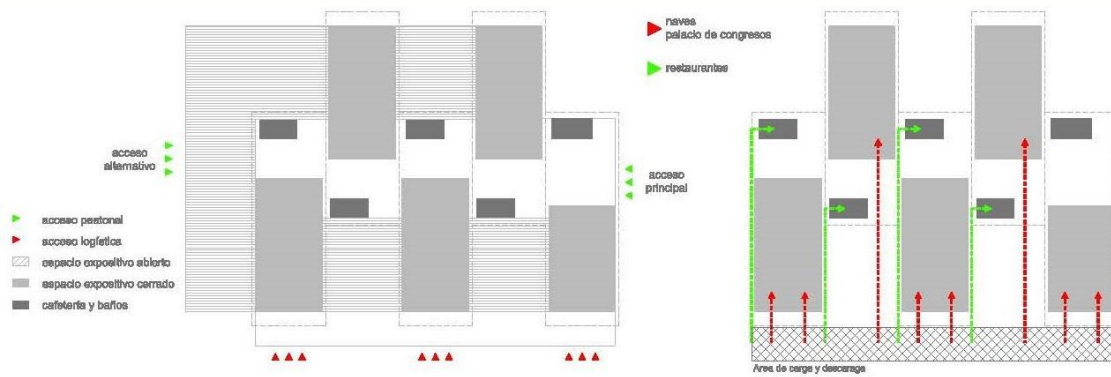 acceso
alternativo
acceso peatonal
acceso logística
espacio expositivo abierto
espacio expositivo cerrado
cafetería y baños
acceso
principal
naves
palacio de congresos
restaurantes
Area de carga y descaraga